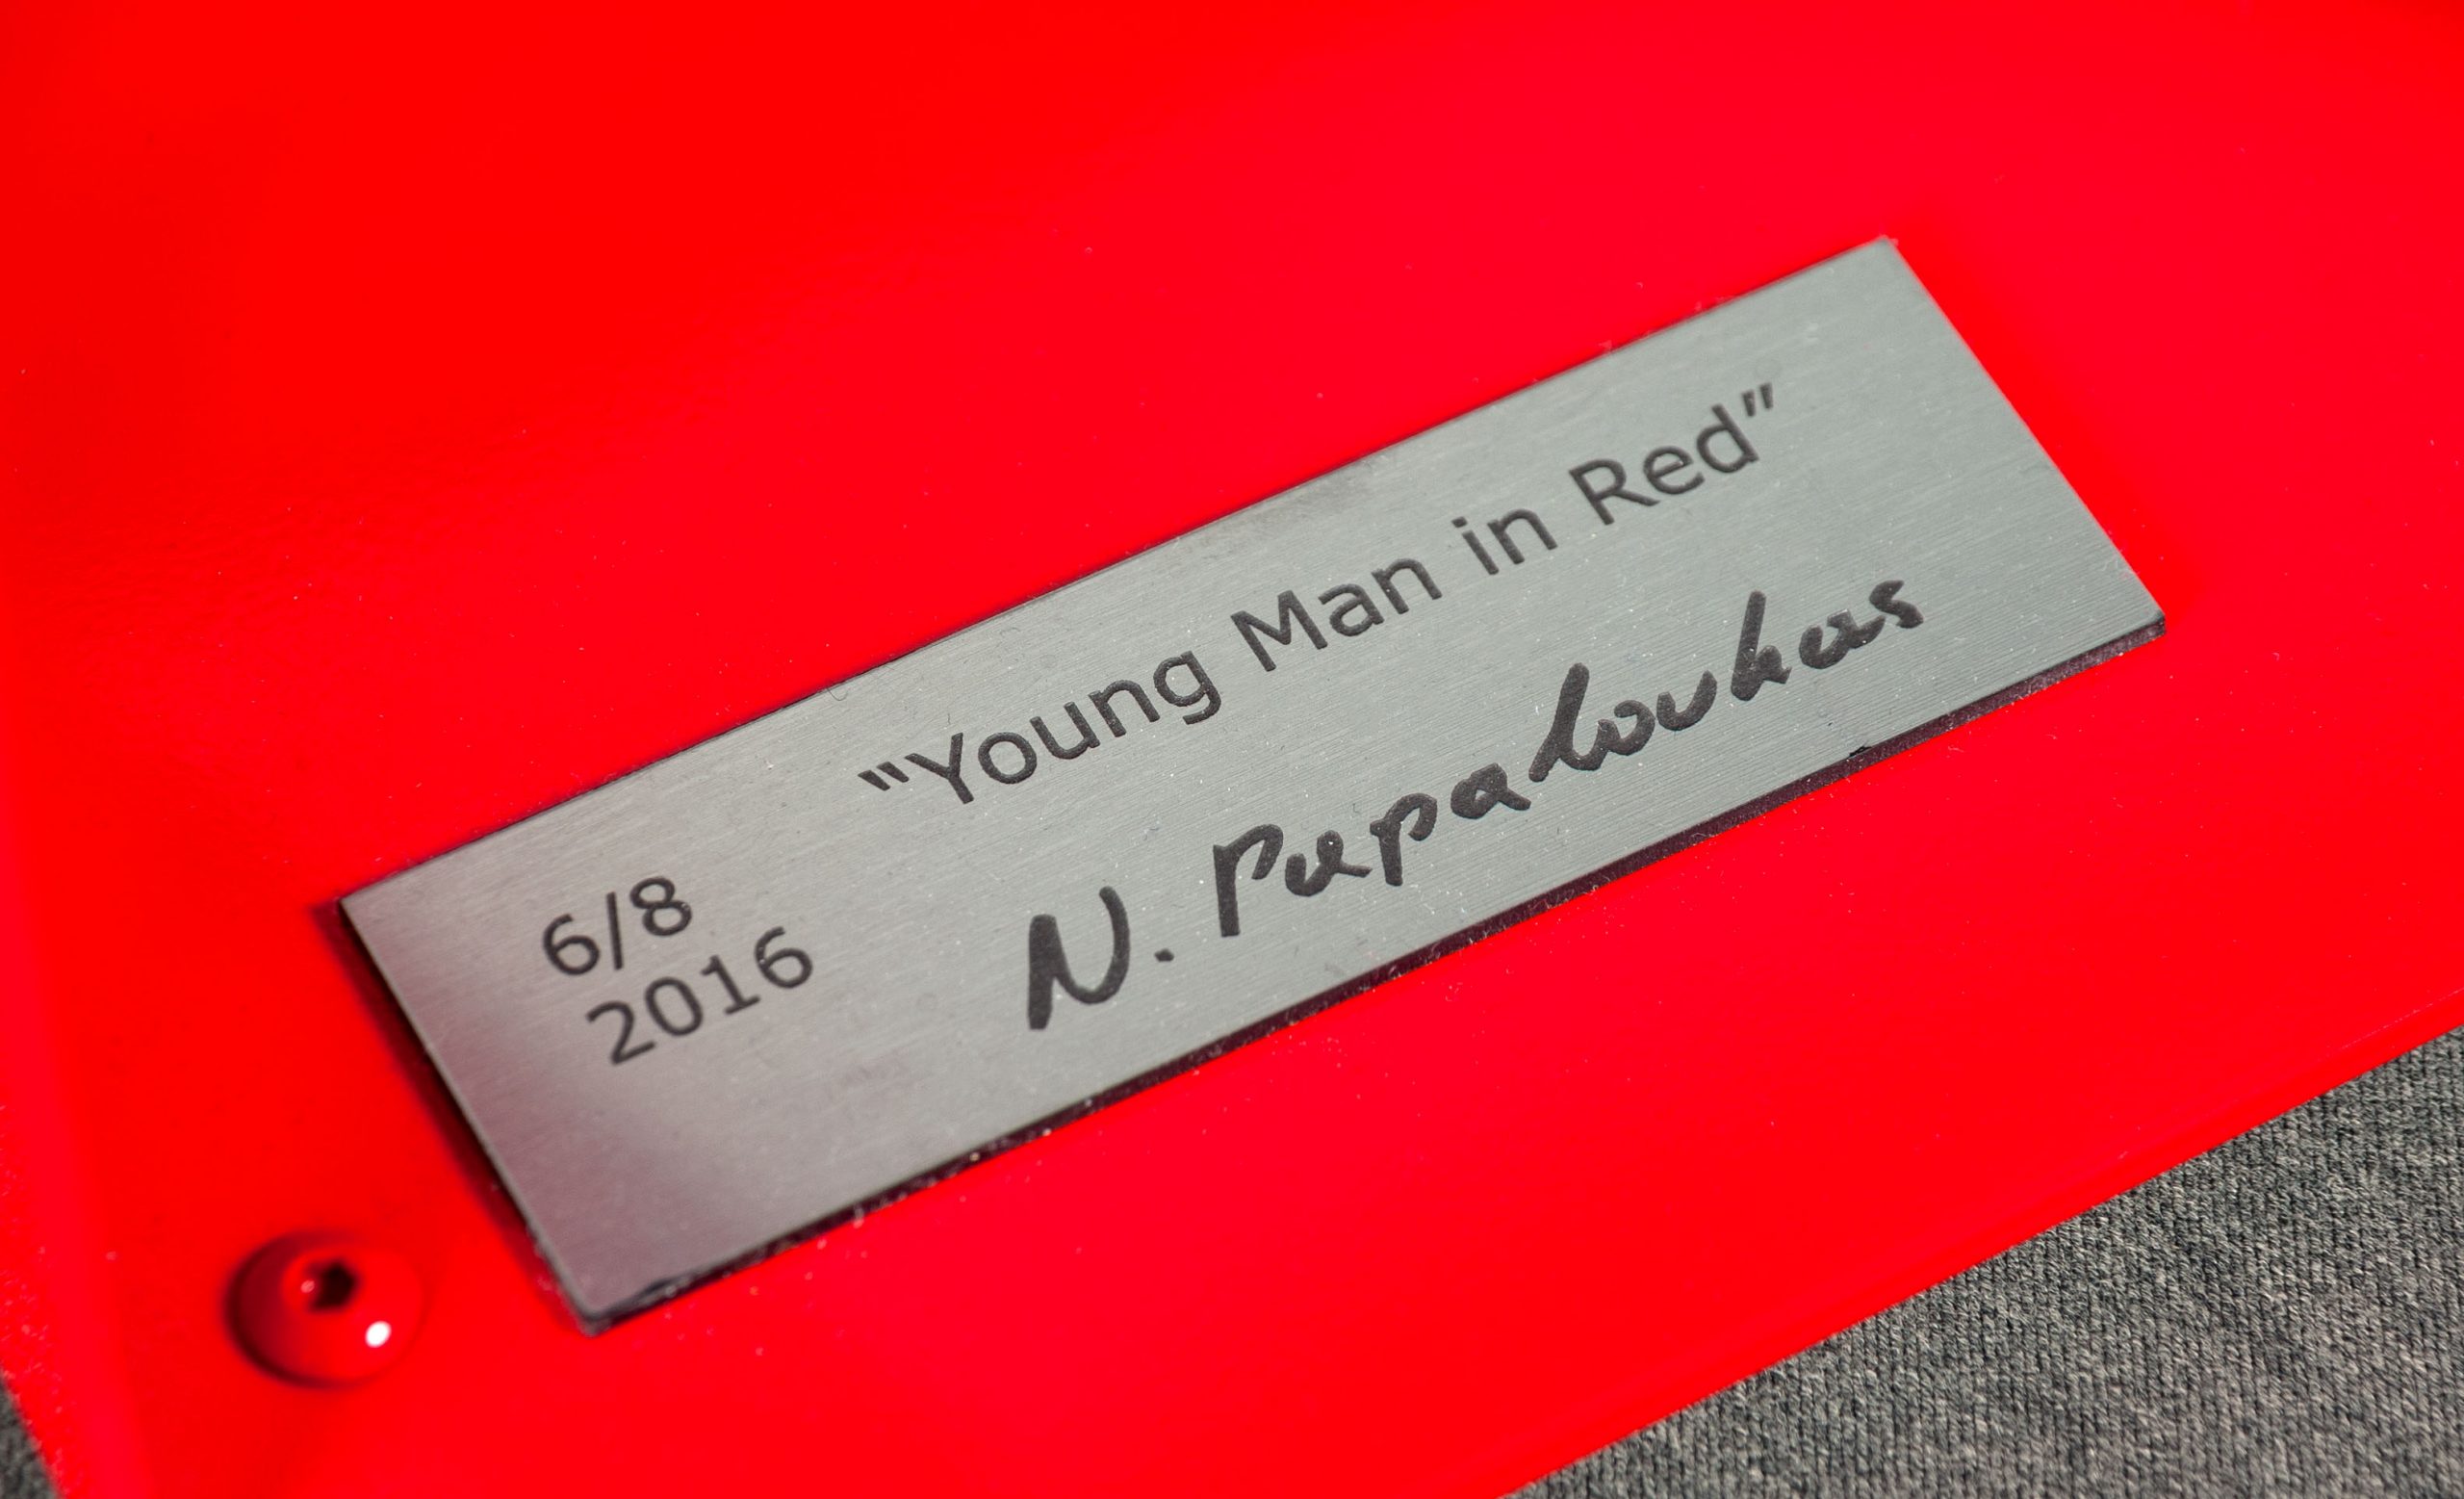 “Young Man in Red”
6/8
2016
N. Papaloukas